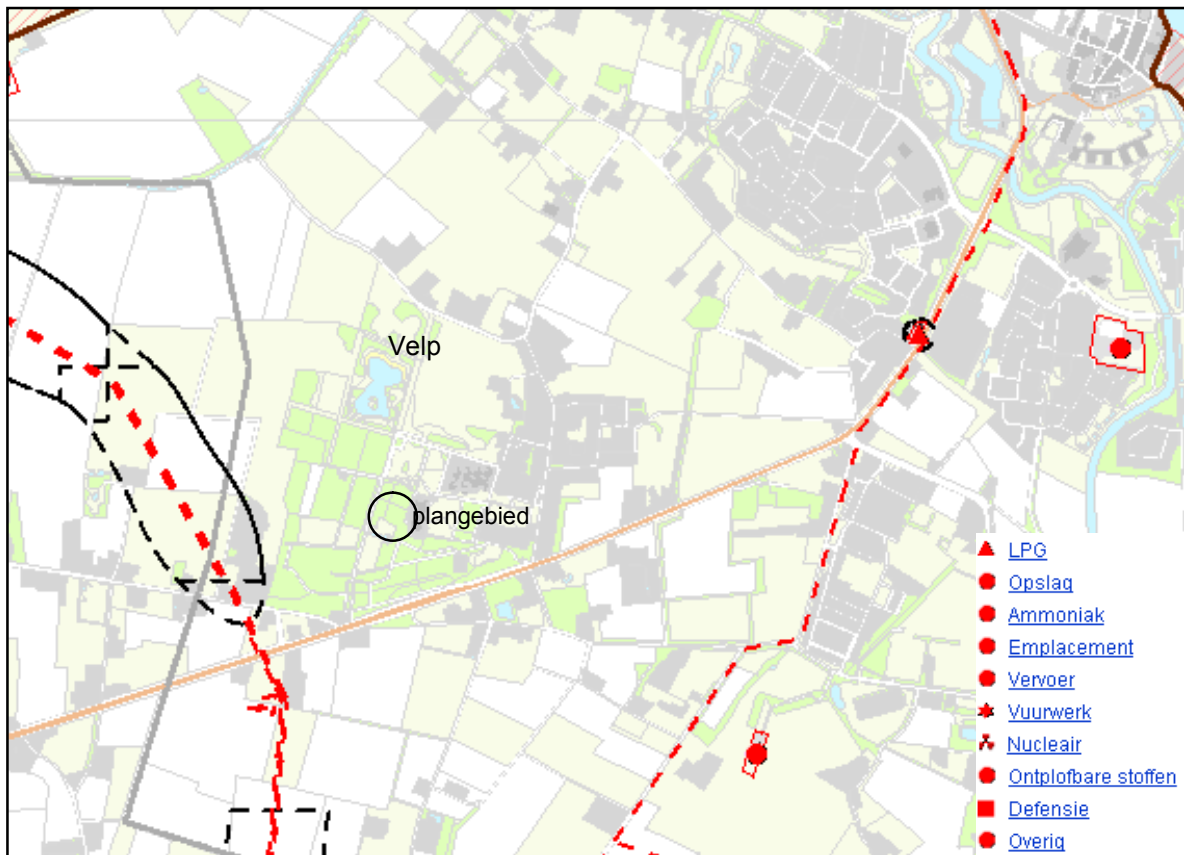 Velp
plangebied
LPG
Opslag
Ammoniak
Emplacement
Vervoer
Vuurwerk
Nucleair
Ontplofbare stoffen
Defensie
Overig